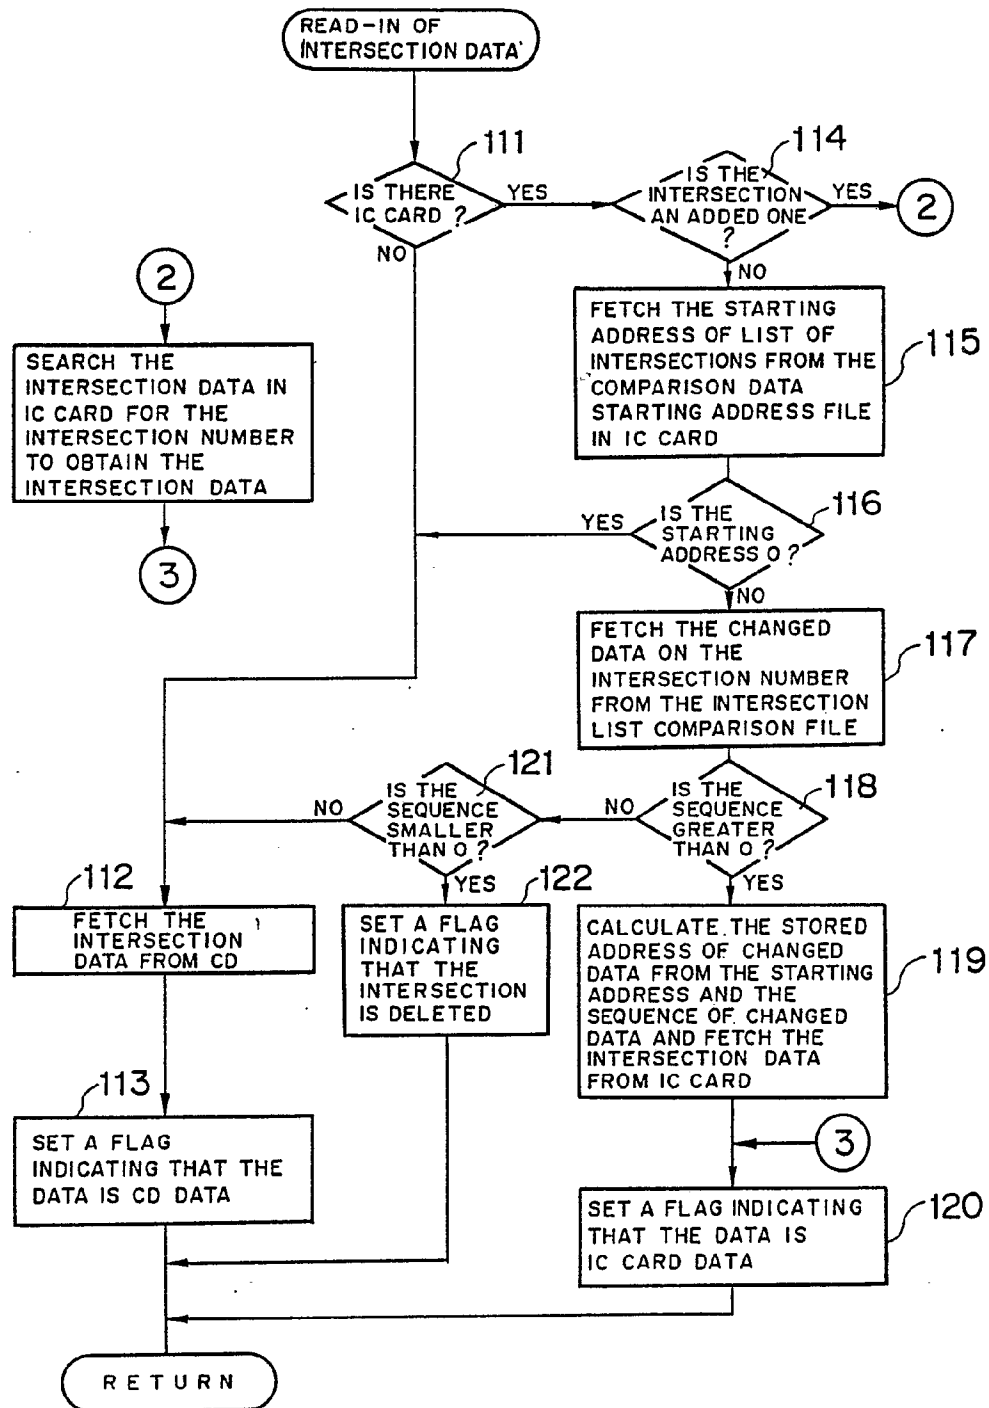 READ-IN OF
INTERSECTION DATA
111
IS THERE
IC CARD ?
YES
NO
114
IS THE
INTERSECTION
AN ADDED ONE
?
YES
2
NO
2
SEARCH THE
INTERSECTION DATA IN
IC CARD FOR THE
INTERSECTION NUMBER
TO OBTAIN THE
INTERSECTION DATA
3
FETCH THE STARTING
ADDRESS OF LIST OF
INTERSECTIONS FROM THE
COMPARISON DATA
STARTING ADDRESS FILE
IN IC CARD
115
116
IS THE
STARTING
ADDRESS 0 ?
YES
NO
FETCH THE CHANGED
DATA ON THE
INTERSECTION NUMBER
FROM THE INTERSECTION
LIST COMPARISON FILE
117
118
IS THE
SEQUENCE
GREATER
THAN 0 ?
NO
YES
121
IS THE
SEQUENCE
SMALLER
THAN 0 ?
NO
YES
112
FETCH THE
INTERSECTION
DATA FROM CD
122
SET A FLAG
INDICATING
THAT THE
INTERSECTION
IS DELETED
CALCULATE THE STORED
ADDRESS OF CHANGED
DATA FROM THE STARTING
ADDRESS AND THE
SEQUENCE OF CHANGED
DATA AND FETCH THE
INTERSECTION DATA
FROM IC CARD
119
113
SET A FLAG
INDICATING THAT THE
DATA IS CD DATA
3
SET A FLAG INDICATING
THAT THE DATA IS
IC CARD DATA
120
RETURN